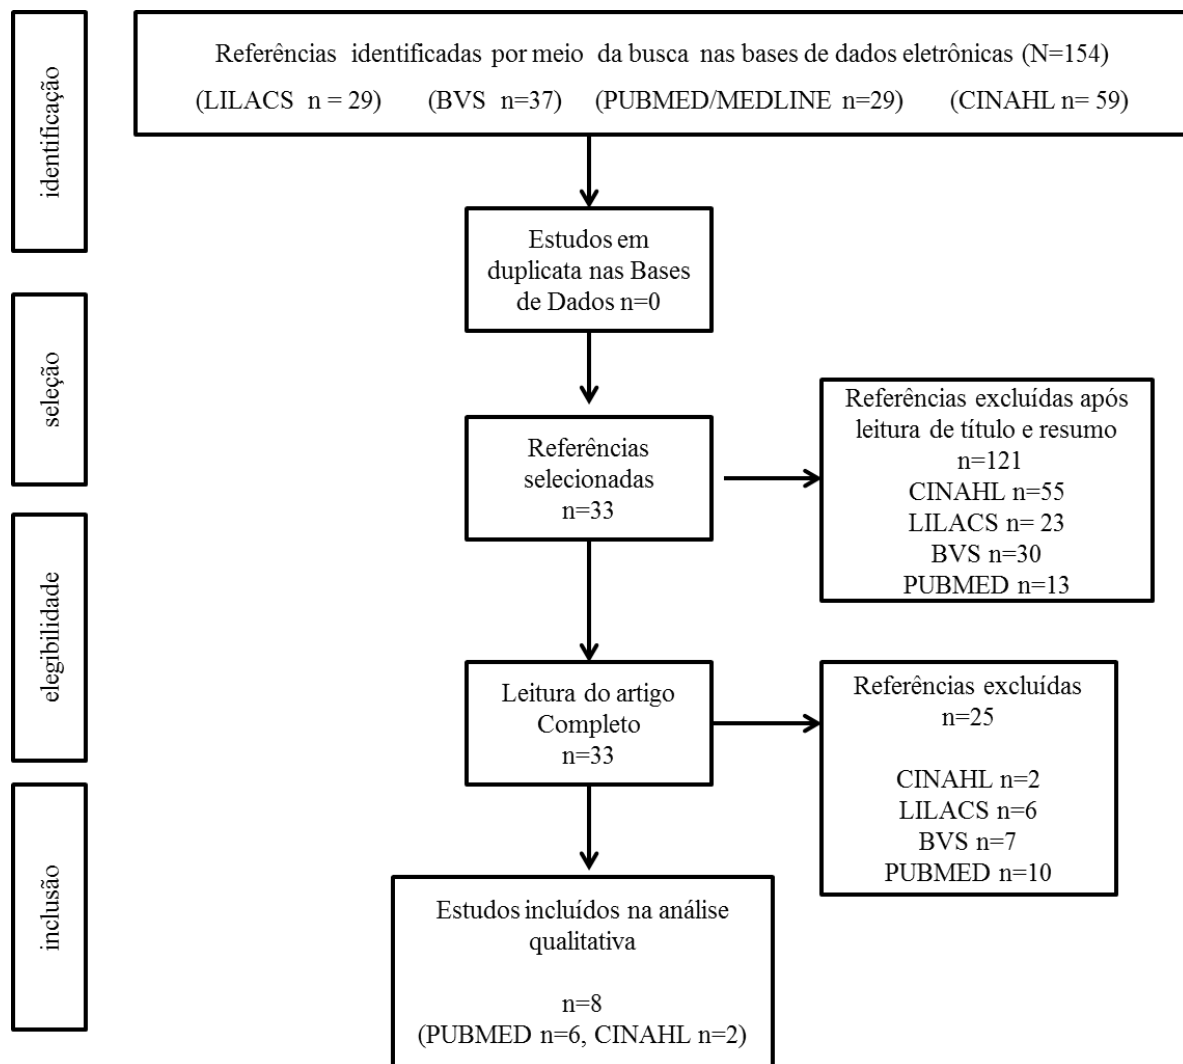 identificação
Referências identificadas por meio da busca nas bases de dados eletrônicas (N=154)
(LILACS n = 29) (BVS n=37) (PUBMED/MEDLINE n=29) (CINAHL n= 59)
Estudos em
duplicata nas Bases
de Dados n=0
seleção
Referências
selecionadas
n=33
Referências excluídas após
leitura de título e resumo
n=121
CINAHL n=55
LILACS n= 23
BVS n=30
PUBMED n=13
elegibilidade
Leitura do artigo
Completo
n=33
Referências excluídas
n=25
CINAHL n=2
LILACS n=6
BVS n=7
PUBMED n=10
inclusão
Estudos incluídos na análise
qualitativa
n=8
(PUBMED n=6, CINAHL n=2)